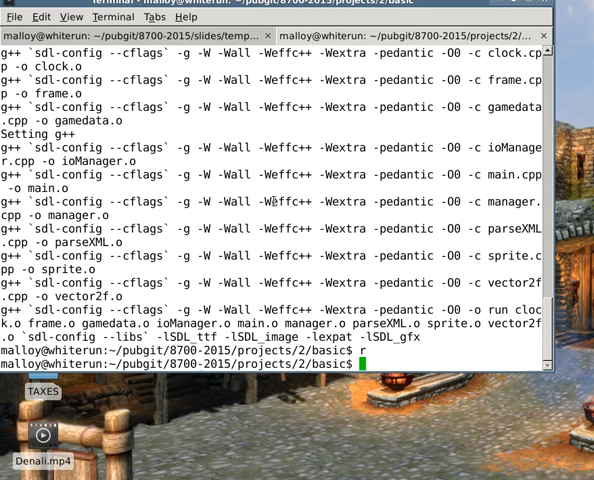 Terminal - malloy@whiterun: ~/pubgit/8700-2015/projects/2/basic
File Edit View Terminal Tabs Help
malloy@whiterun: ~/pubgit/8700-2015/slides/temp... ×
malloy@whiterun: ~/pubgit/8700-2015/projects/2/... ×
g++ `sdl-config --cflags` -g -W -Wall -Weffc++ -Wextra -pedantic -O0 -c clock.cp
p -o clock.o
g++ `sdl-config --cflags` -g -W -Wall -Weffc++ -Wextra -pedantic -O0 -c frame.cp
p -o frame.o
g++ `sdl-config --cflags` -g -W -Wall -Weffc++ -Wextra -pedantic -O0 -c gamedata
.cpp -o gamedata.o
Setting g++
g++ `sdl-config --cflags` -g -W -Wall -Weffc++ -Wextra -pedantic -O0 -c ioManage
r.cpp -o ioManager.o
g++ `sdl-config --cflags` -g -W -Wall -Weffc++ -Wextra -pedantic -O0 -c main.cpp
 -o main.o
g++ `sdl-config --cflags` -g -W -Wall -Weffc++ -Wextra -pedantic -O0 -c manager.
cpp -o manager.o
g++ `sdl-config --cflags` -g -W -Wall -Weffc++ -Wextra -pedantic -O0 -c parseXML
.cpp -o parseXML.o
g++ `sdl-config --cflags` -g -W -Wall -Weffc++ -Wextra -pedantic -O0 -c sprite.c
pp -o sprite.o
g++ `sdl-config --cflags` -g -W -Wall -Weffc++ -Wextra -pedantic -O0 -c vector2f
.cpp -o vector2f.o
g++ `sdl-config --cflags` -g -W -Wall -Weffc++ -Wextra -pedantic -O0 -o run cloc
k.o frame.o gamedata.o ioManager.o main.o manager.o parseXML.o sprite.o vector2f
.o `sdl-config --libs` -lSDL_ttf -lSDL_image -lexpat -lSDL_gfx
malloy@whiterun:~/pubgit/8700-2015/projects/2/basic$ r
malloy@whiterun:~/pubgit/8700-2015/projects/2/basic$
TAXES
Denali.mp4